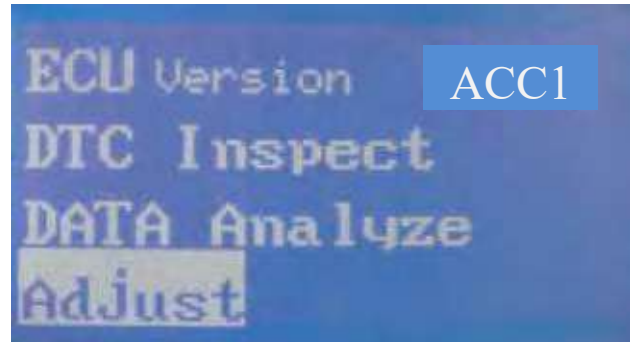 ECU Version
ACC1
DTC Inspect
DATA Analyze
Adjust